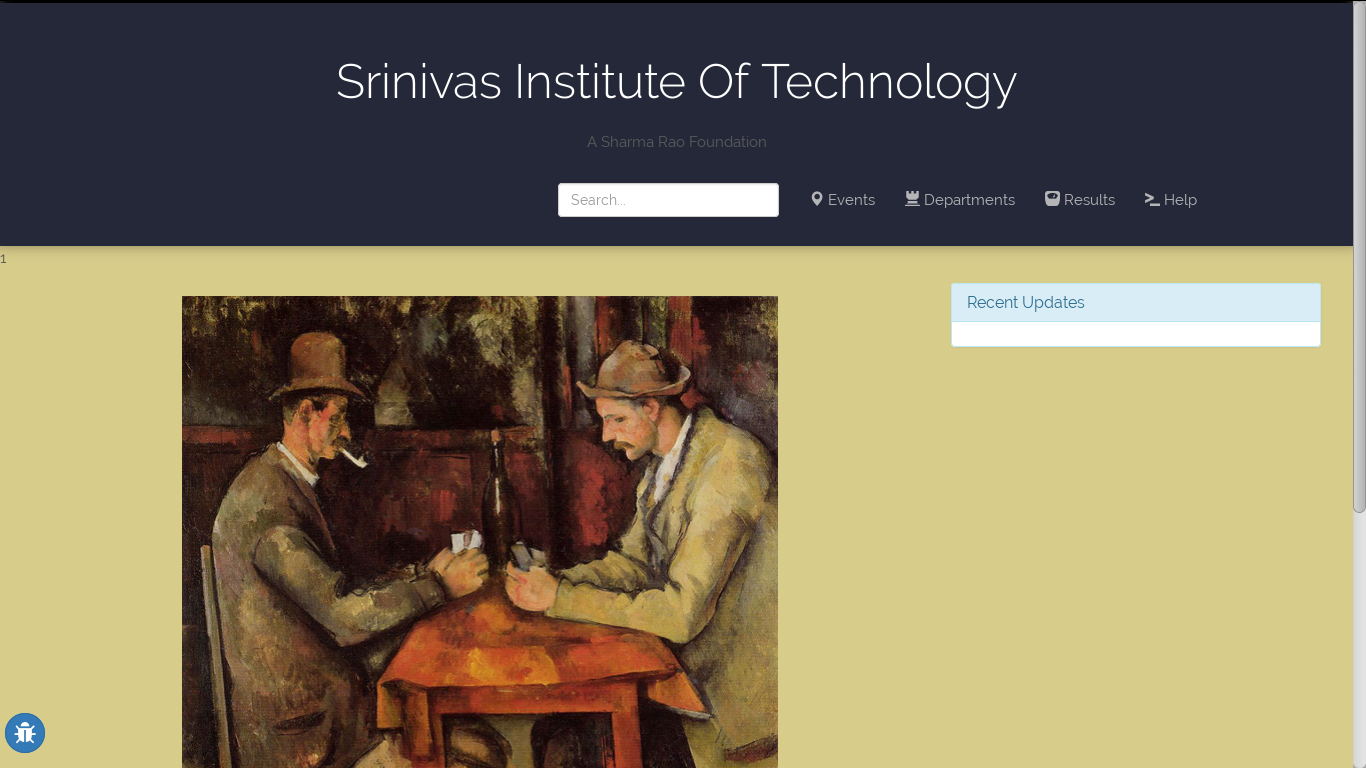 Srinivas Institute Of Technology
A Sharma Rao Foundation
Search...
Events
Departments
Results
Help
1
Recent Updates